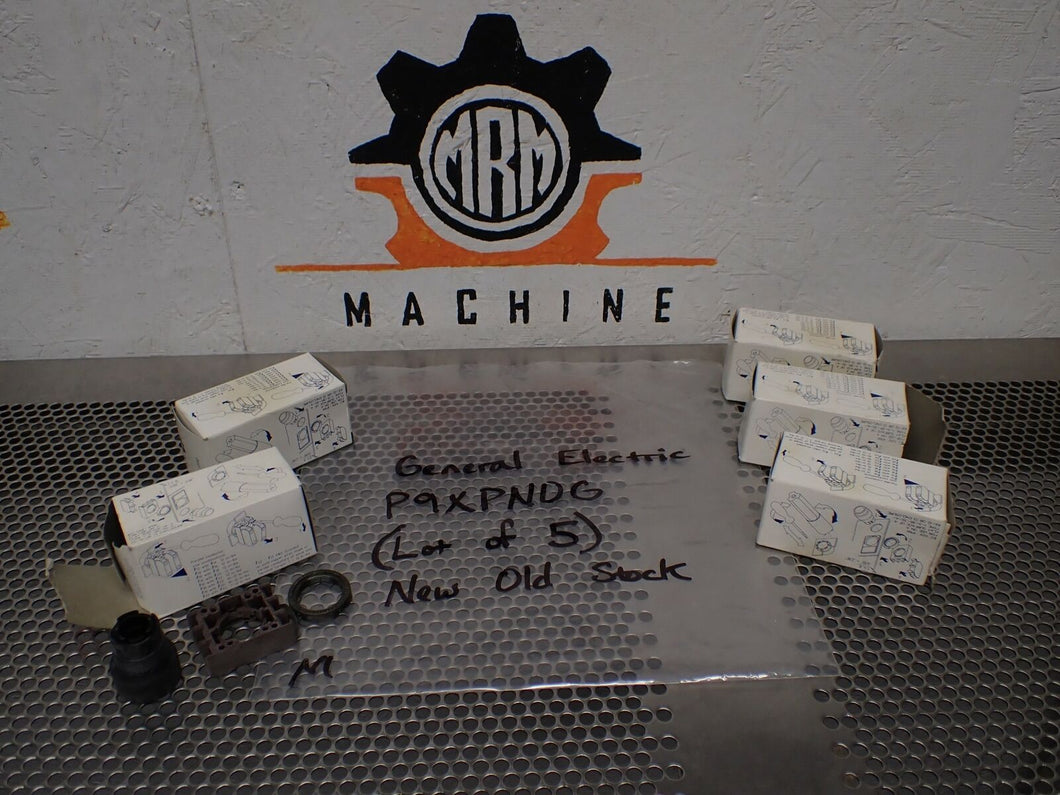 MRM
MACHINE
General Electric
P9XPNDG
(Lot of 5)
New Old Stock
M